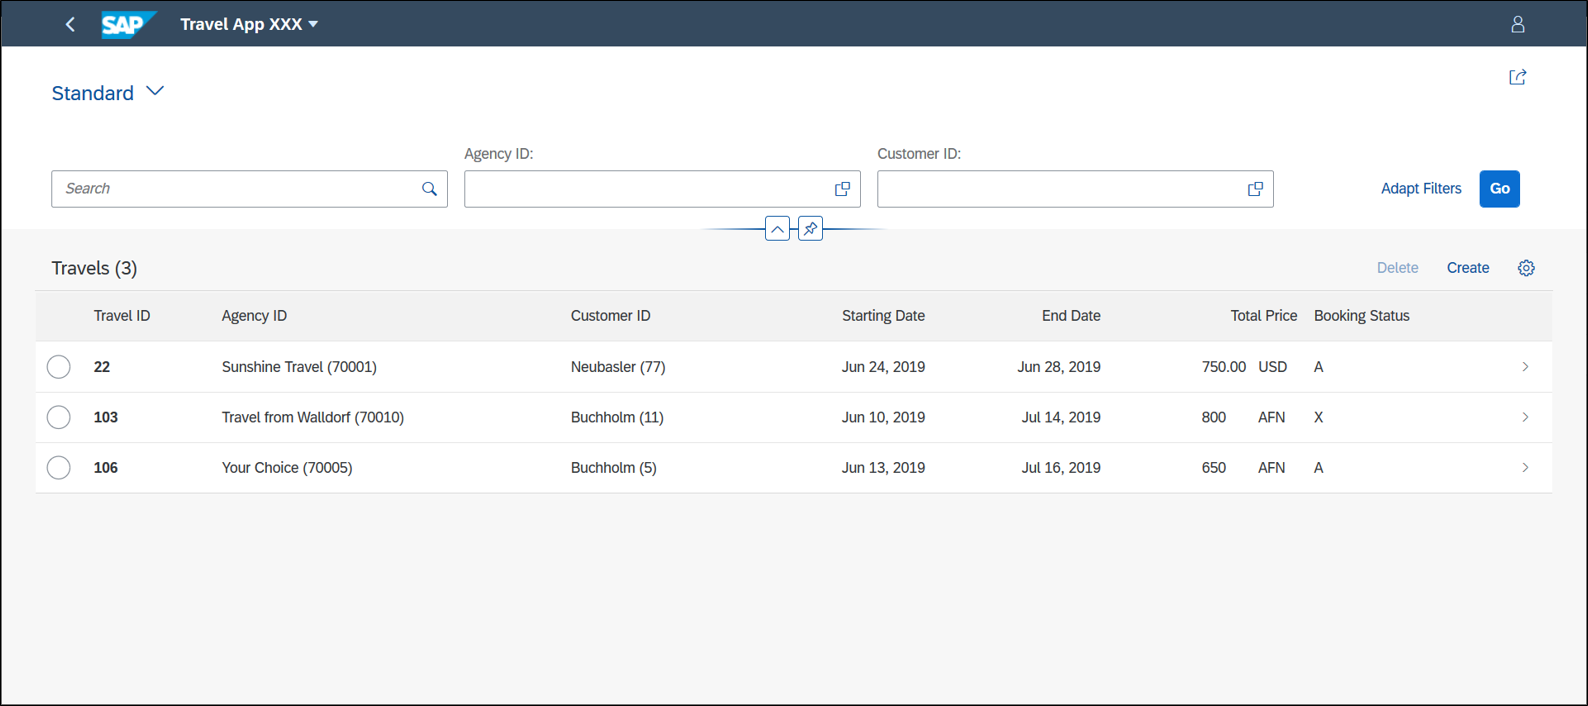 SAP Travel App XXX
Standard
Agency ID: Customer ID:
Search Adapt Filters Go
Travels (3) Delete Create
Travel ID Agency ID Customer ID Starting Date End Date Total Price Booking Status
22 Sunshine Travel (70001) Neubasler (77) Jun 24, 2019 Jun 28, 2019 750.00 USD A
103 Travel from Walldorf (70010) Buchholm (11) Jun 10, 2019 Jul 14, 2019 800 AFN X
106 Your Choice (70005) Buchholm (5) Jun 13, 2019 Jul 16, 2019 650 AFN A